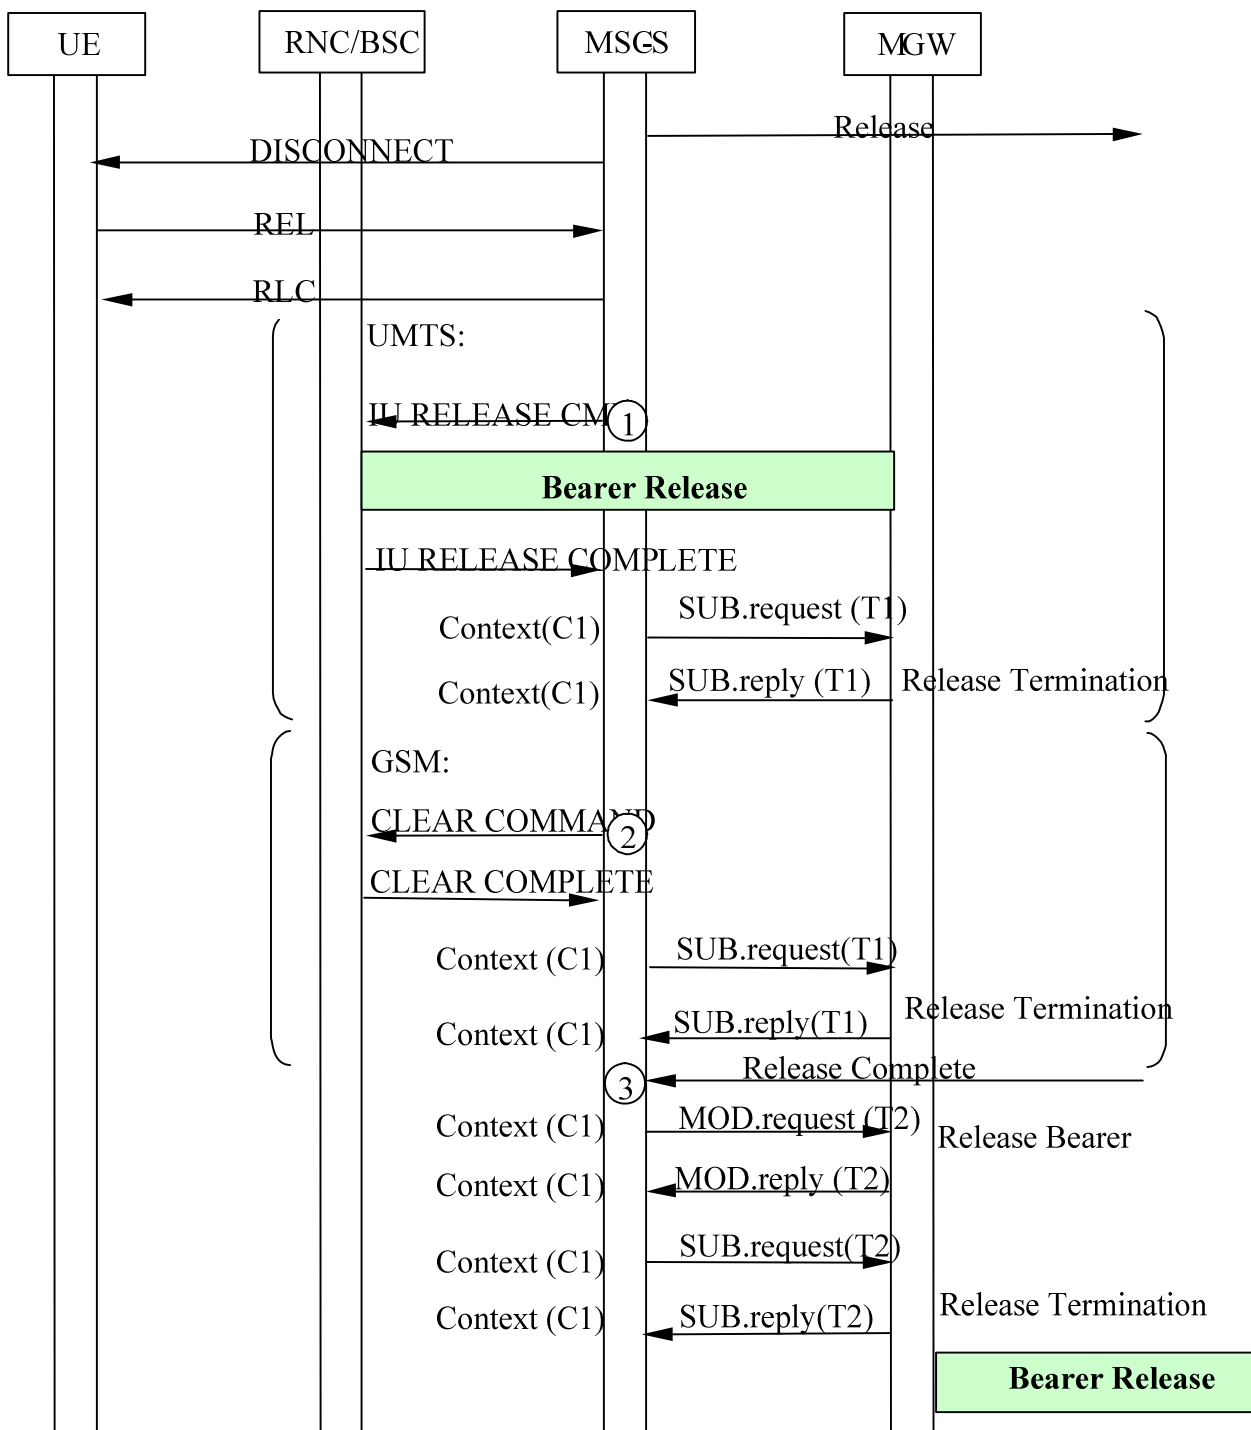 UE
RNC/BSC
MSC-S
MGW
Release
DISCONNECT
REL
RLC
UMTS:
IU RELEASE CM
1
Bearer Release
IU RELEASE COMPLETE
SUB.request (T1)
Context(C1)
SUB.reply (T1)
Release Termination
Context(C1)
GSM:
CLEAR COMMAND
2
CLEAR COMPLETE
SUB.request(T1)
Context (C1)
Release Termination
SUB.reply(T1)
Context (C1)
Release Complete
3
MOD.request (T2)
Context (C1)
Release Bearer
MOD.reply (T2)
Context (C1)
SUB.request(T2)
Context (C1)
Release Termination
SUB.reply(T2)
Context (C1)
Bearer Release